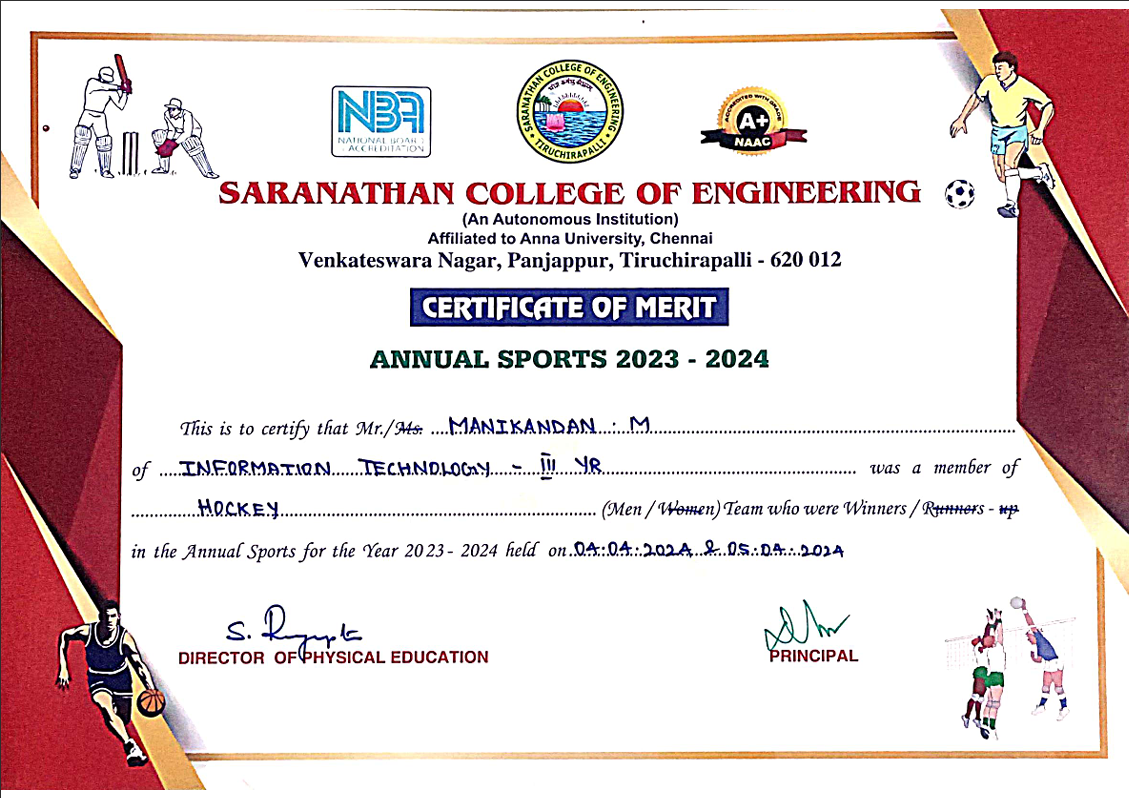 NBA
NATIONAL BOARD
of ACCREDITATION
SARANATHAN COLLEGE OF ENGINEERING
TIRUCHIRAPALLI
ACCREDITED WITH GRADE
A+
NAAC
SARANATHAN COLLEGE OF ENGINEERING
(An Autonomous Institution)
Affiliated to Anna University, Chennai
Venkateswara Nagar, Panjappur, Tiruchirapalli - 620 012
CERTIFICATE OF MERIT
ANNUAL SPORTS 2023 - 2024
This is to certify that Mr./Ms. MANIKANDAN . M
of INFORMATION TECHNOLOGY - III YR was a member of
HOCKEY (Men / Women) Team who were Winners / Runners - up
in the Annual Sports for the Year 2023 - 2024 held on 04.04.2024 & 05.04.2024
S.
DIRECTOR OF PHYSICAL EDUCATION
PRINCIPAL